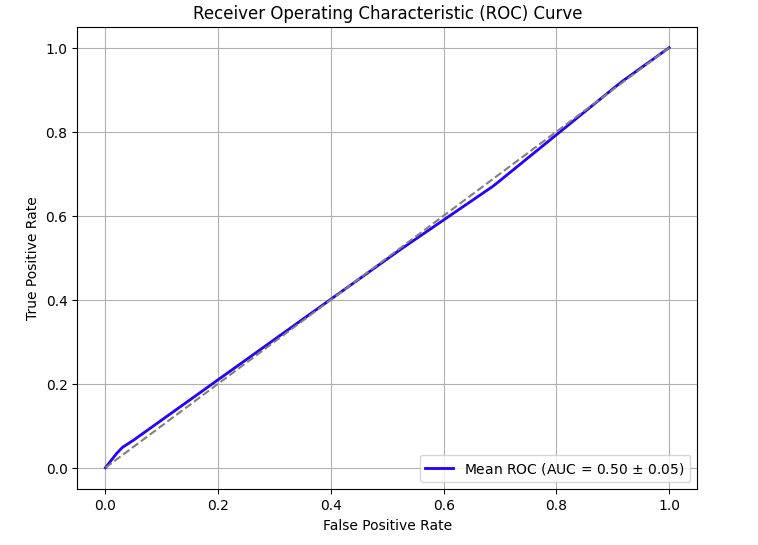 Receiver Operating Characteristic (ROC) Curve
1.0
0.8
0.6
0.4
0.2
0.0
True Positive Rate
Mean ROC (AUC = 0.50 ± 0.05)
0.0 0.2 0.4 0.6 0.8 1.0
False Positive Rate